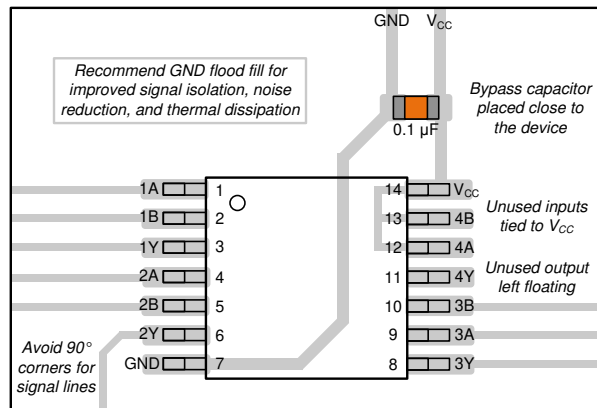 GND
V_CC
Recommend GND flood fill for
improved signal isolation, noise
reduction, and thermal dissipation
Bypass capacitor
placed close to
the device
0.1 µF
1A 1 14 V_CC
1B 2 13 4B
1Y 3 12 4A
2A 4 11 4Y
2B 5 10 3B
2Y 6 9 3A
GND 7 8 3Y
Unused inputs
tied to V_CC
Unused output
left floating
Avoid 90°
corners for
signal lines